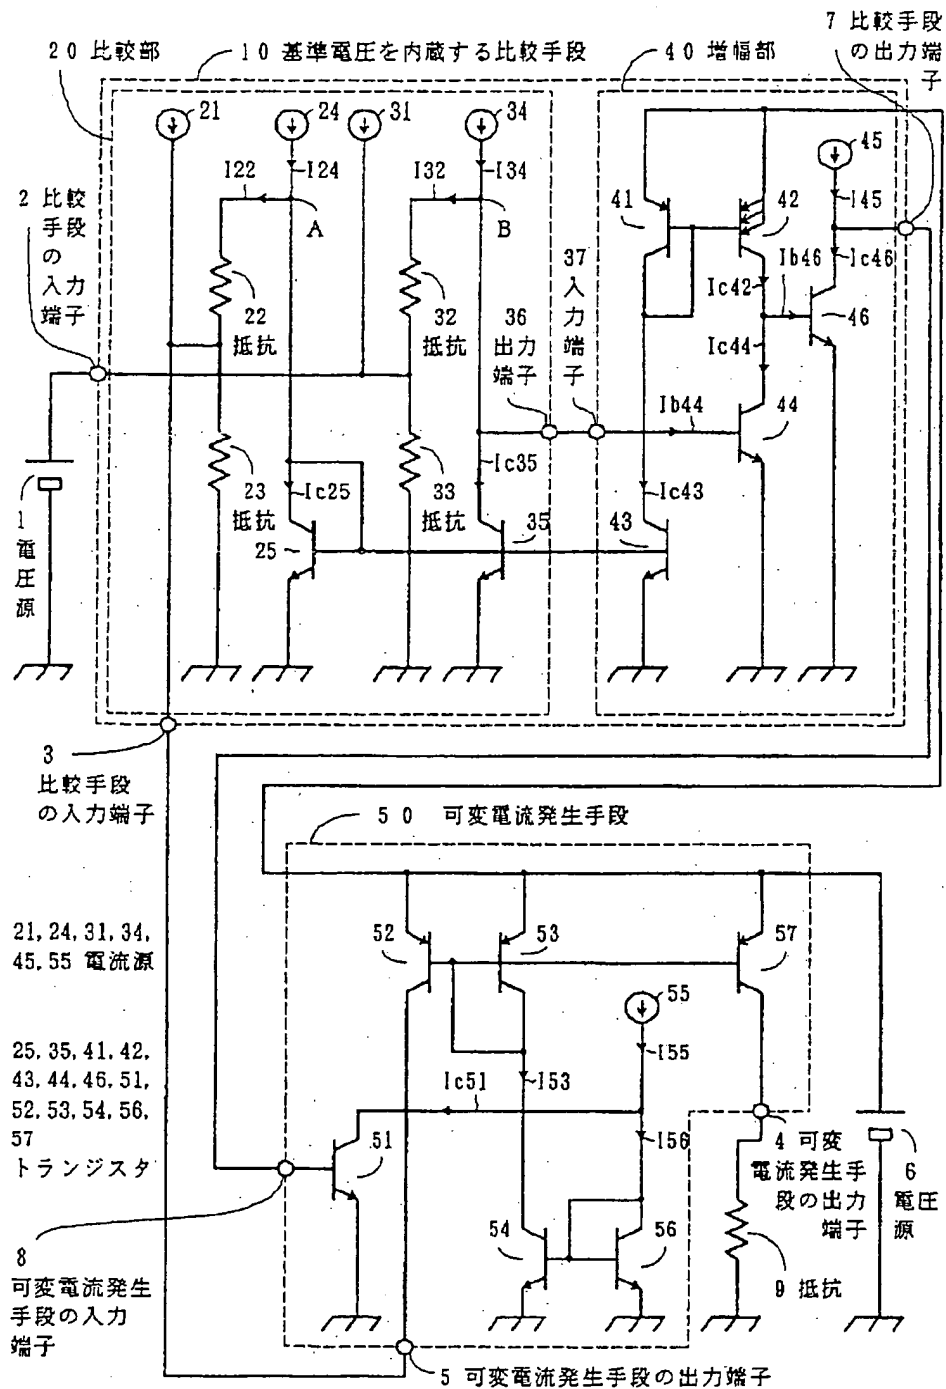 7 比較手段
の出力端
子
20 比較部
10 基準電圧を内蔵する比較手段
40 増幅部
21
24
31
34
45
I22
I24
I32
I34
I45
2 比較
手段
の
入力
端子
A
B
41
42
37
入
力
端
子
Ib46
Ic46
Ic42
46
22
抵抗
32
抵抗
36
出力
端子
Ic44
Ib44
44
1
電
圧
源
23
抵抗
Ic25
33
抵抗
Ic35
Ic43
25
35
43
3
比較手段
の入力端子
50 可変電流発生手段
21, 24, 31, 34,
45, 55 電流源
52
53
57
55
25, 35, 41, 42,
43, 44, 46, 51,
52, 53, 54, 56,
57
トランジスタ
I55
Ic51
I53
51
I56
4 可変
電流発生手
段の出力
端子
6
電圧
源
8
可変電流発生
手段の入力
端子
54
56
9 抵抗
5 可変電流発生手段の出力端子